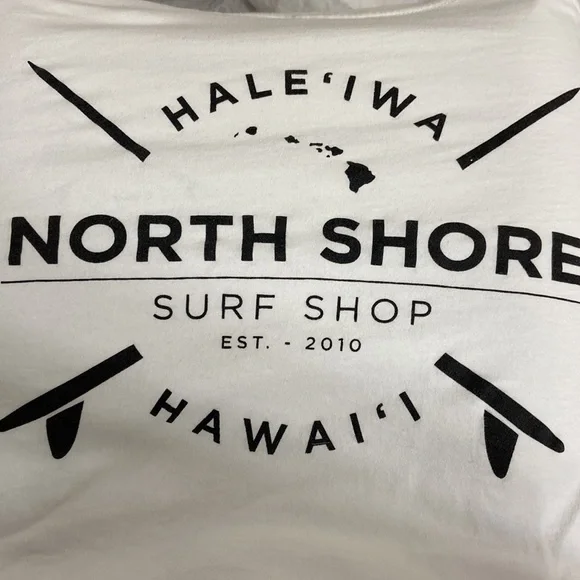 HALE‘IWA
NORTH SHORE
SURF SHOP
EST. - 2010
HAWAI‘I